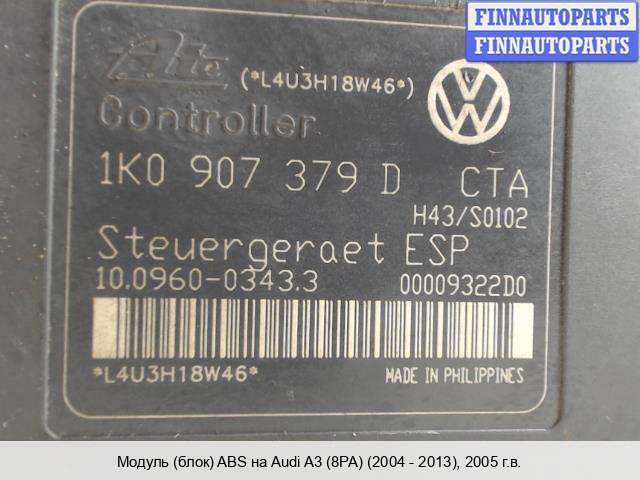 FINNAUTOPARTS
FINNAUTOPARTS
Ate (*L4U3H18W46*)
Controller
1K0 907 379 D CTA
H43/S0102
Steuergeraet ESP
10.0960-0343.3 00009322D0
*L4U3H18W46* MADE IN PHILIPPINES
Модуль (блок) ABS на Audi A3 (8PA) (2004 - 2013), 2005 г.в.